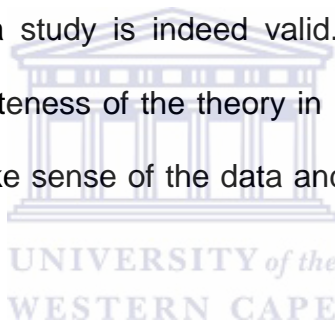 a study is indeed valid.
teness of the theory in
ke sense of the data and
UNIVERSITY of the
WESTERN CAPE